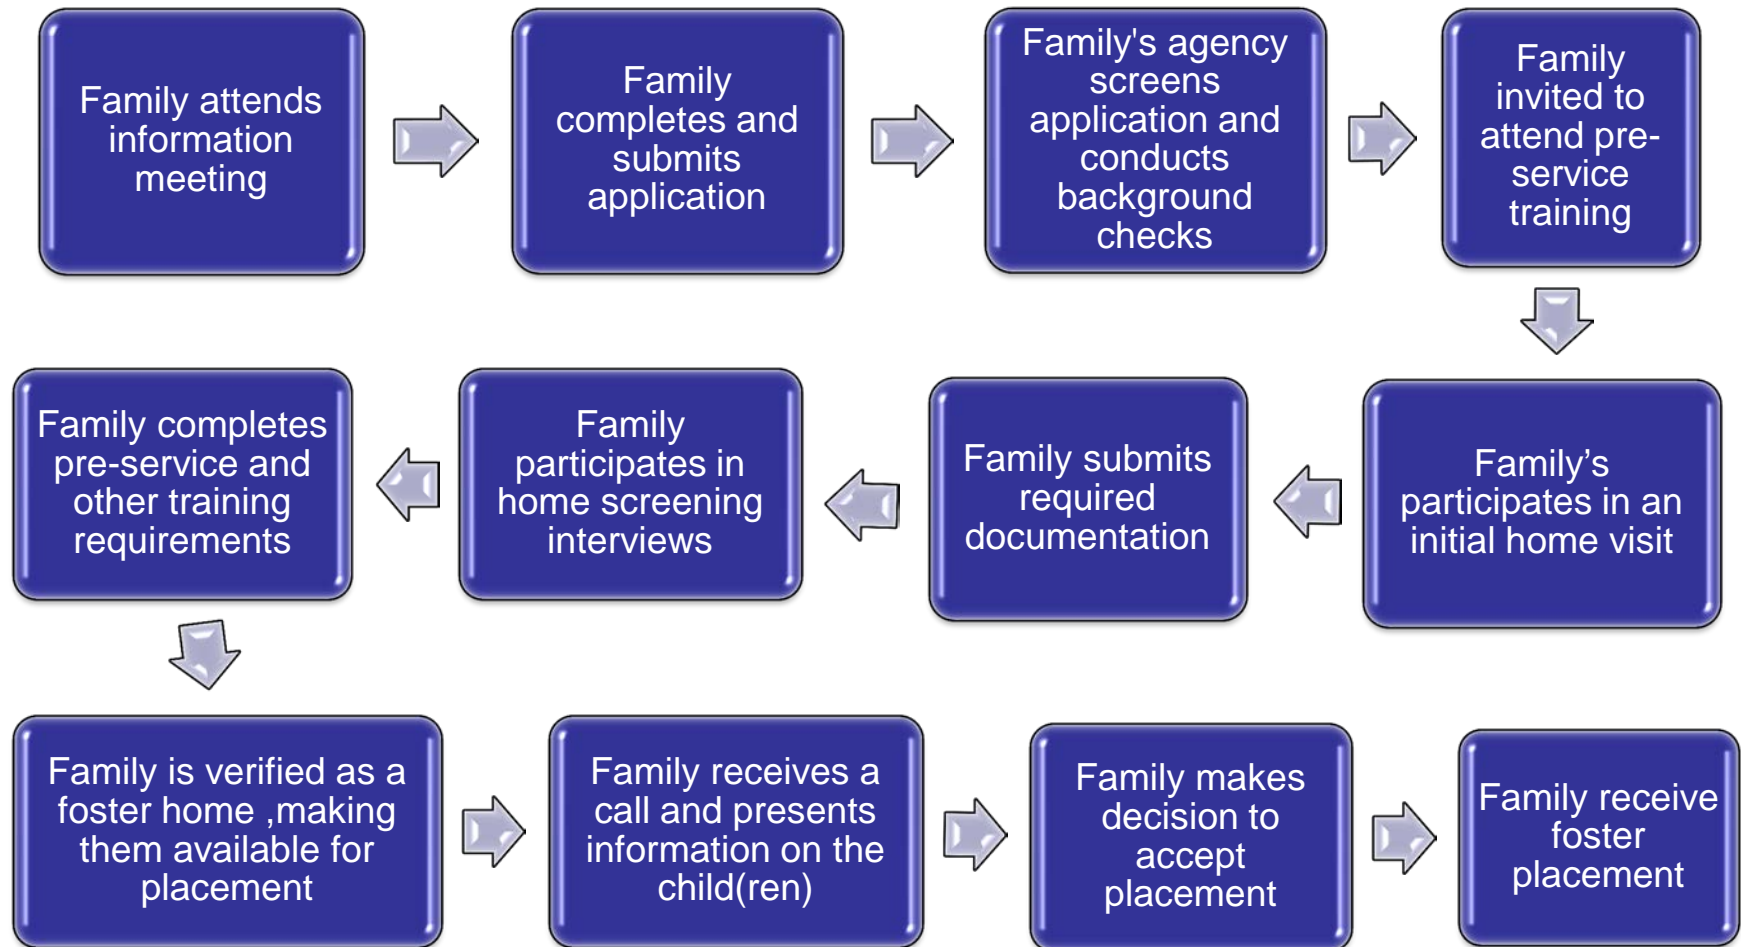 Family attends
information
meeting
Family
completes and
submits
application
Family's agency
screens
application and
conducts
background
checks
Family
invited to
attend pre-
service
training
Family’s
participates in an
initial home visit
Family submits
required
documentation
Family
participates in
home screening
interviews
Family completes
pre-service and
other training
requirements
Family is verified as a
foster home ,making
them available for
placement
Family receives a
call and presents
information on the
child(ren)
Family makes
decision to
accept
placement
Family receive
foster
placement